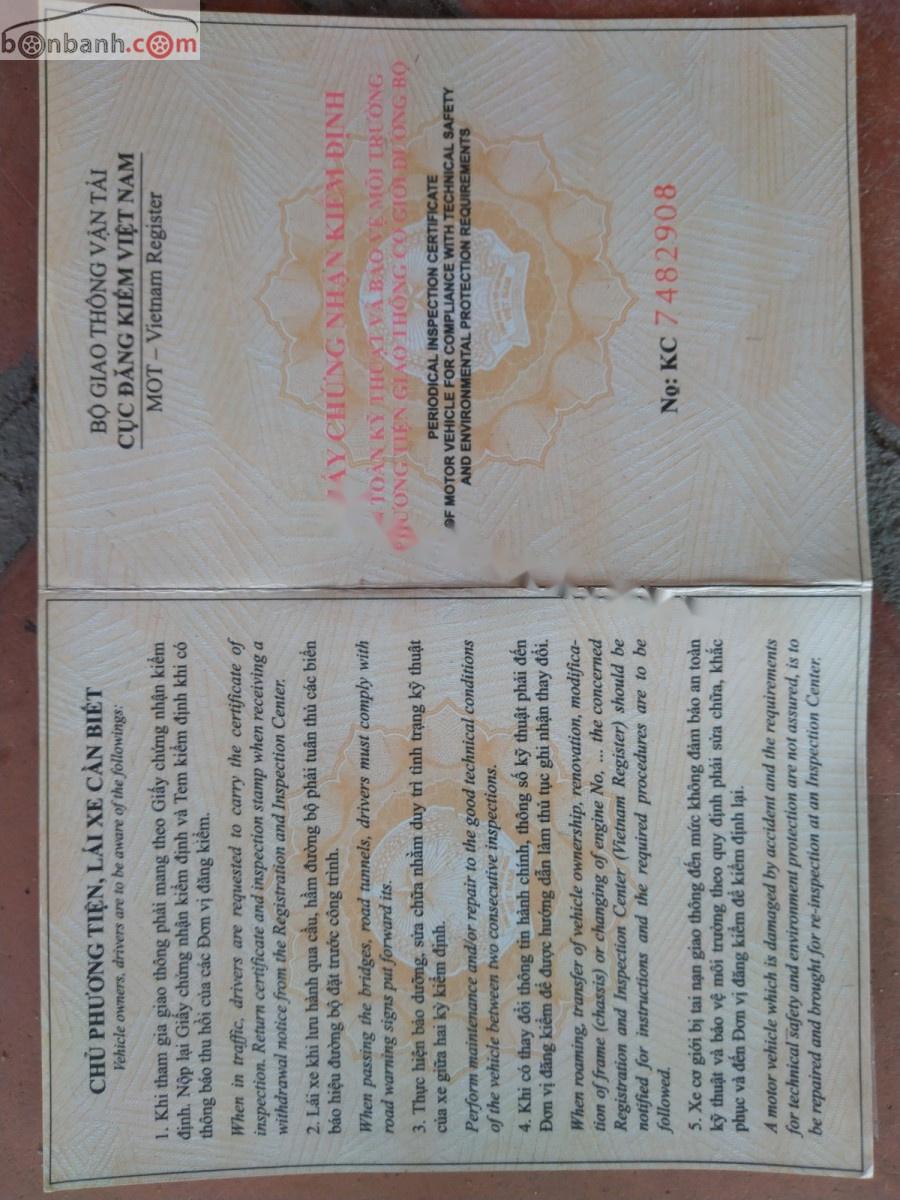 bonbanh.com
CHỦ PHƯƠNG TIỆN, LÁI XE CẦN BIẾT
Vehicle owners, drivers are to be aware of the followings:
1. Khi tham gia giao thông phải mang theo Giấy chứng nhận kiểm
định. Nộp lại Giấy chứng nhận kiểm định và Tem kiểm định khi có
thông báo thu hồi của các Đơn vị đăng kiểm.
When in traffic, drivers are requested to carry the certificate of
inspection. Return certificate and inspection stamp when receiving a
withdrawal notice from the Registration and Inspection Center.
2. Lái xe khi lưu hành qua cầu, hầm đường bộ phải tuân thủ các biển
báo hiệu đường bộ đặt trước công trình.
When passing the bridges, road tunnels, drivers must comply with
road warning signs put forward its.
3. Thực hiện bảo dưỡng, sửa chữa nhằm duy trì tình trạng kỹ thuật
của xe giữa hai kỳ kiểm định.
Perform maintenance and/or repair to the good technical conditions
of the vehicle between two consecutive inspections.
4. Khi có thay đổi thông tin hành chính, thông số kỹ thuật phải đến
Đơn vị đăng kiểm để được hướng dẫn làm thủ tục ghi nhận thay đổi.
When roaming, transfer of vehicle ownership, renovation, modifica-
tion of frame (chassis) or changing of engine No, ... the concerned
Registration and Inspection Center (Vietnam Register) should be
notified for instructions and the required procedures are to be
followed.
5. Xe cơ giới bị tai nạn giao thông đến mức không đảm bảo an toàn
kỹ thuật và bảo vệ môi trường theo quy định phải sửa chữa, khắc
phục và đến Đơn vị đăng kiểm để kiểm định lại.
A motor vehicle which is damaged by accident and the requirements
for technical safety and environment protection are not assured, is to
be repaired and brought for re-inspection at an Inspection Center.
BỘ GIAO THÔNG VẬN TẢI
CỤC ĐĂNG KIỂM VIỆT NAM
MOT – Vietnam Register
CHỨNG NHẬN KIỂM ĐỊNH
TOÀN KỸ THUẬT VÀ BẢO VỆ MÔI TRƯỜNG
TIỆN GIAO THÔNG CƠ GIỚI ĐƯỜNG BỘ
PERIODICAL INSPECTION CERTIFICATE
OF MOTOR VEHICLE FOR COMPLIANCE WITH TECHNICAL SAFETY
AND ENVIRONMENTAL PROTECTION REQUIREMENTS
Nọ: KC 7482908